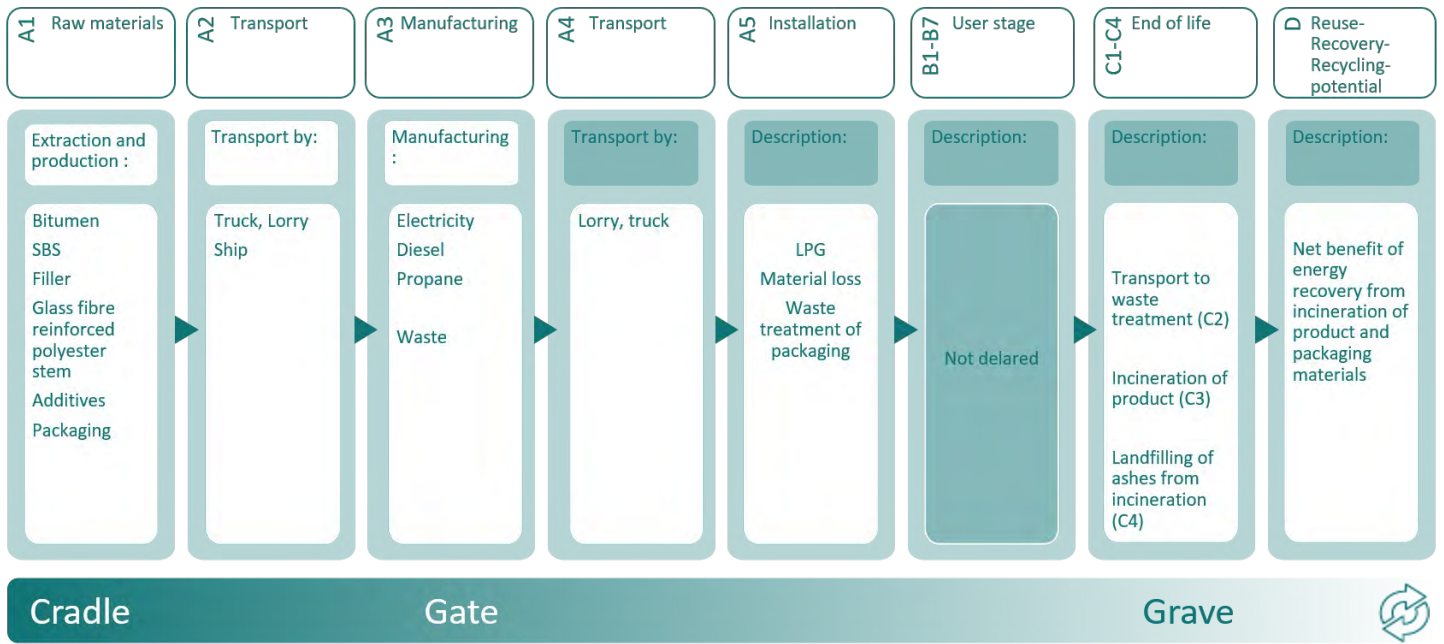 A1 Raw materials
A2 Transport
A3 Manufacturing
A4 Transport
A5 Installation
B1-B7 User stage
C1-C4 End of life
D Reuse-
Recovery-
Recycling-
potential
Extraction and
production :
Bitumen
SBS
Filler
Glass fibre
reinforced
polyester
stem
Additives
Packaging
Transport by:
Truck, Lorry
Ship
Manufacturing
:
Electricity
Diesel
Propane
Waste
Transport by:
Lorry, truck
Description:
LPG
Material loss
Waste
treatment of
packaging
Description:
Not delared
Description:
Transport to
waste
treatment (C2)
Incineration of
product (C3)
Landfilling of
ashes from
incineration
(C4)
Description:
Net benefit of
energy
recovery from
incineration of
product and
packaging
materials
Cradle
Gate
Grave